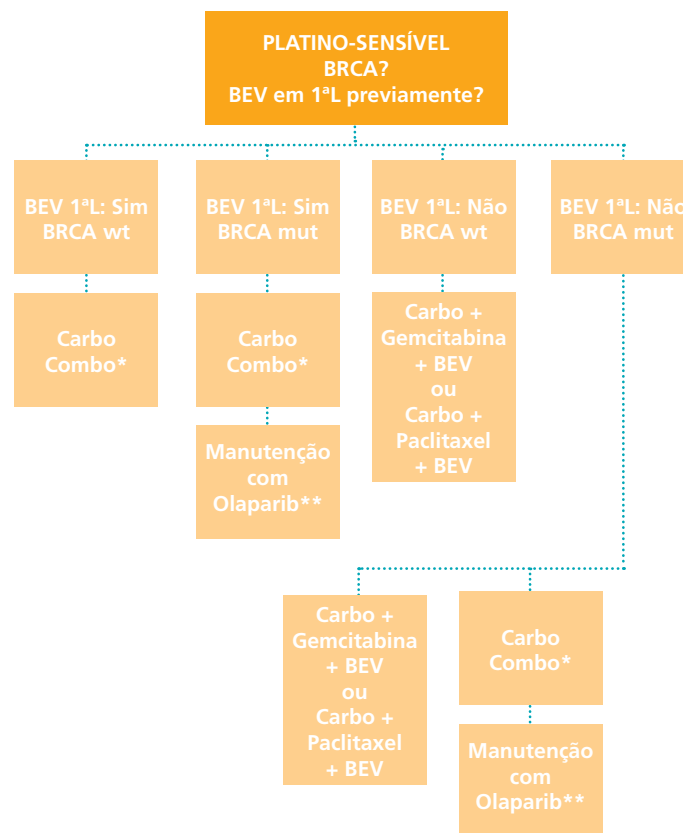 PLATINO-SENSÍVEL
BRCA?
BEV em 1ªL previamente?
BEV 1ªL: Sim
BRCA wt
BEV 1ªL: Sim
BRCA mut
BEV 1ªL: Não
BRCA wt
BEV 1ªL: Não
BRCA mut
Carbo
Combo*
Carbo
Combo*
Carbo +
Gemcitabina
+ BEV
ou
Carbo +
Paclitaxel
+ BEV
Manutenção
com
Olaparib**
Carbo +
Gemcitabina
+ BEV
ou
Carbo +
Paclitaxel
+ BEV
Carbo
Combo*
Manutenção
com
Olaparib**